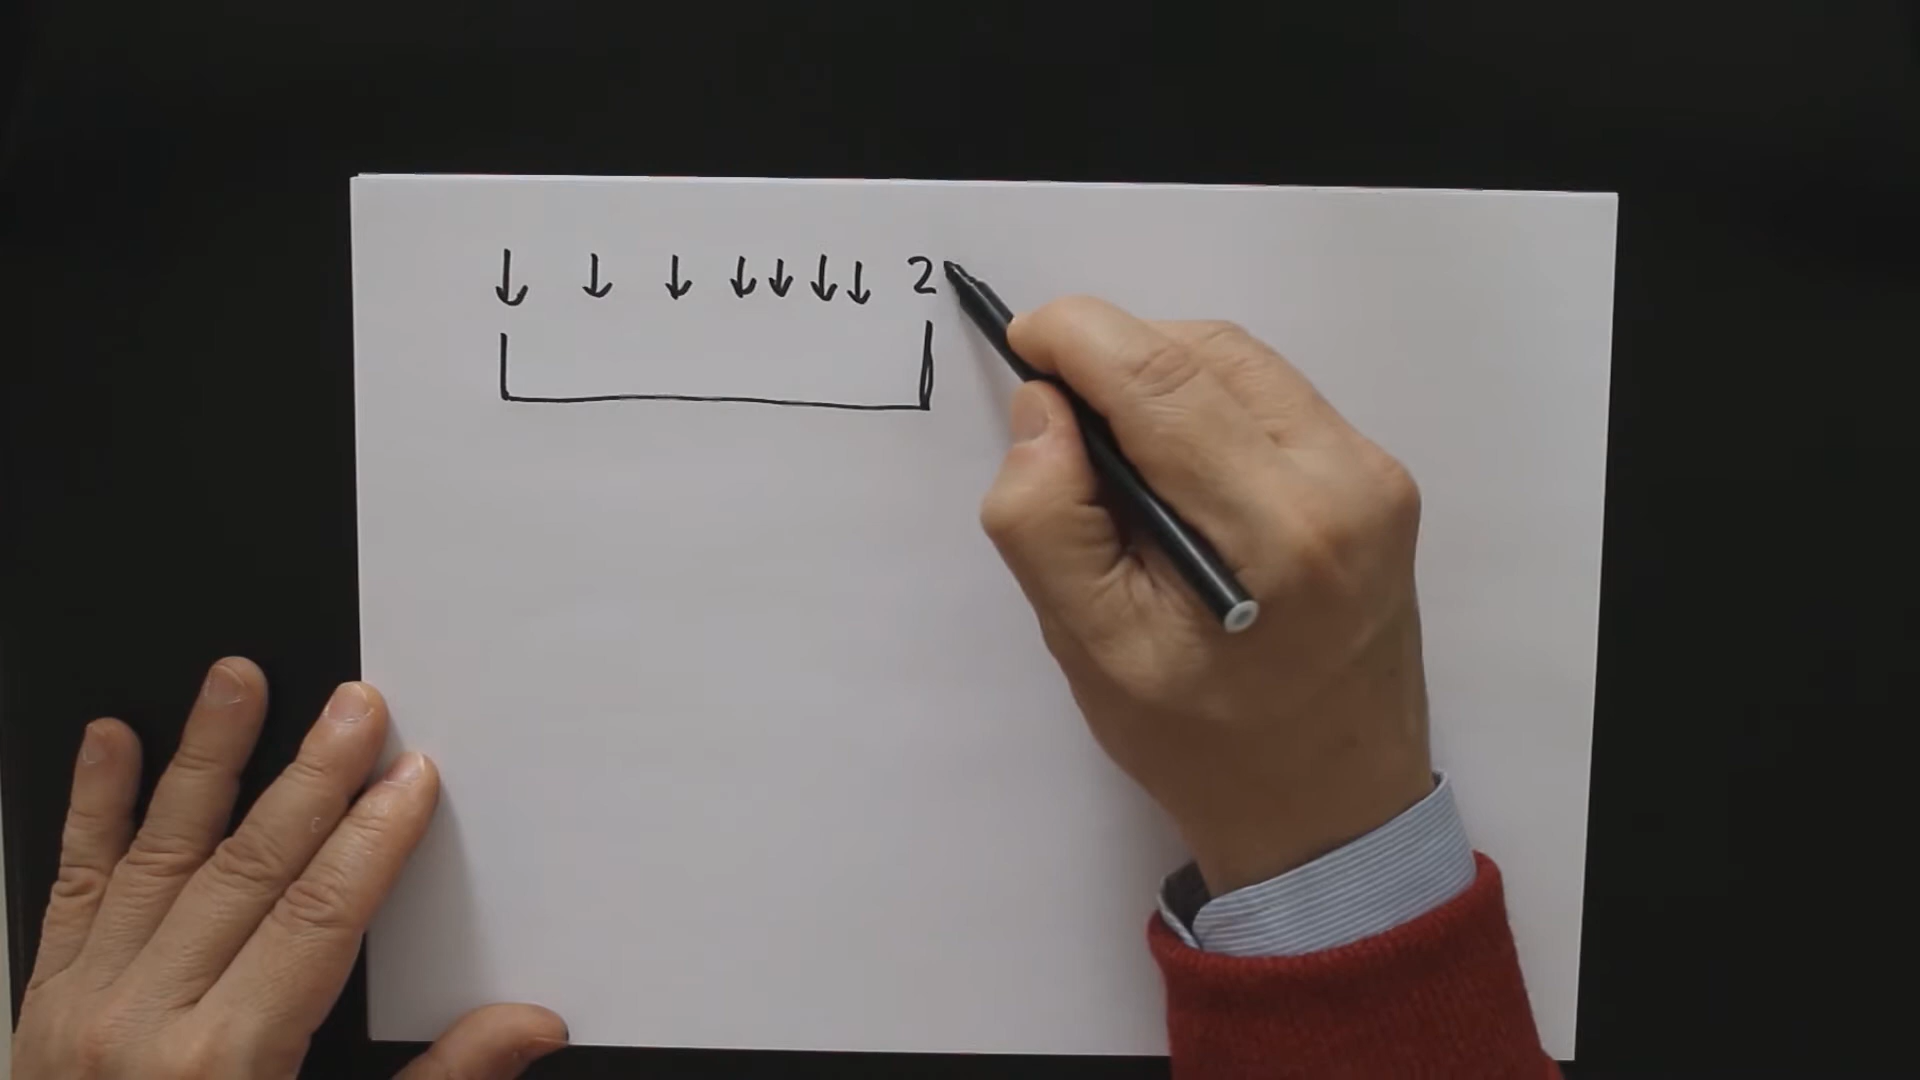 ↓ ↓ ↓ ↓ ↓ ↓ ↓ 2